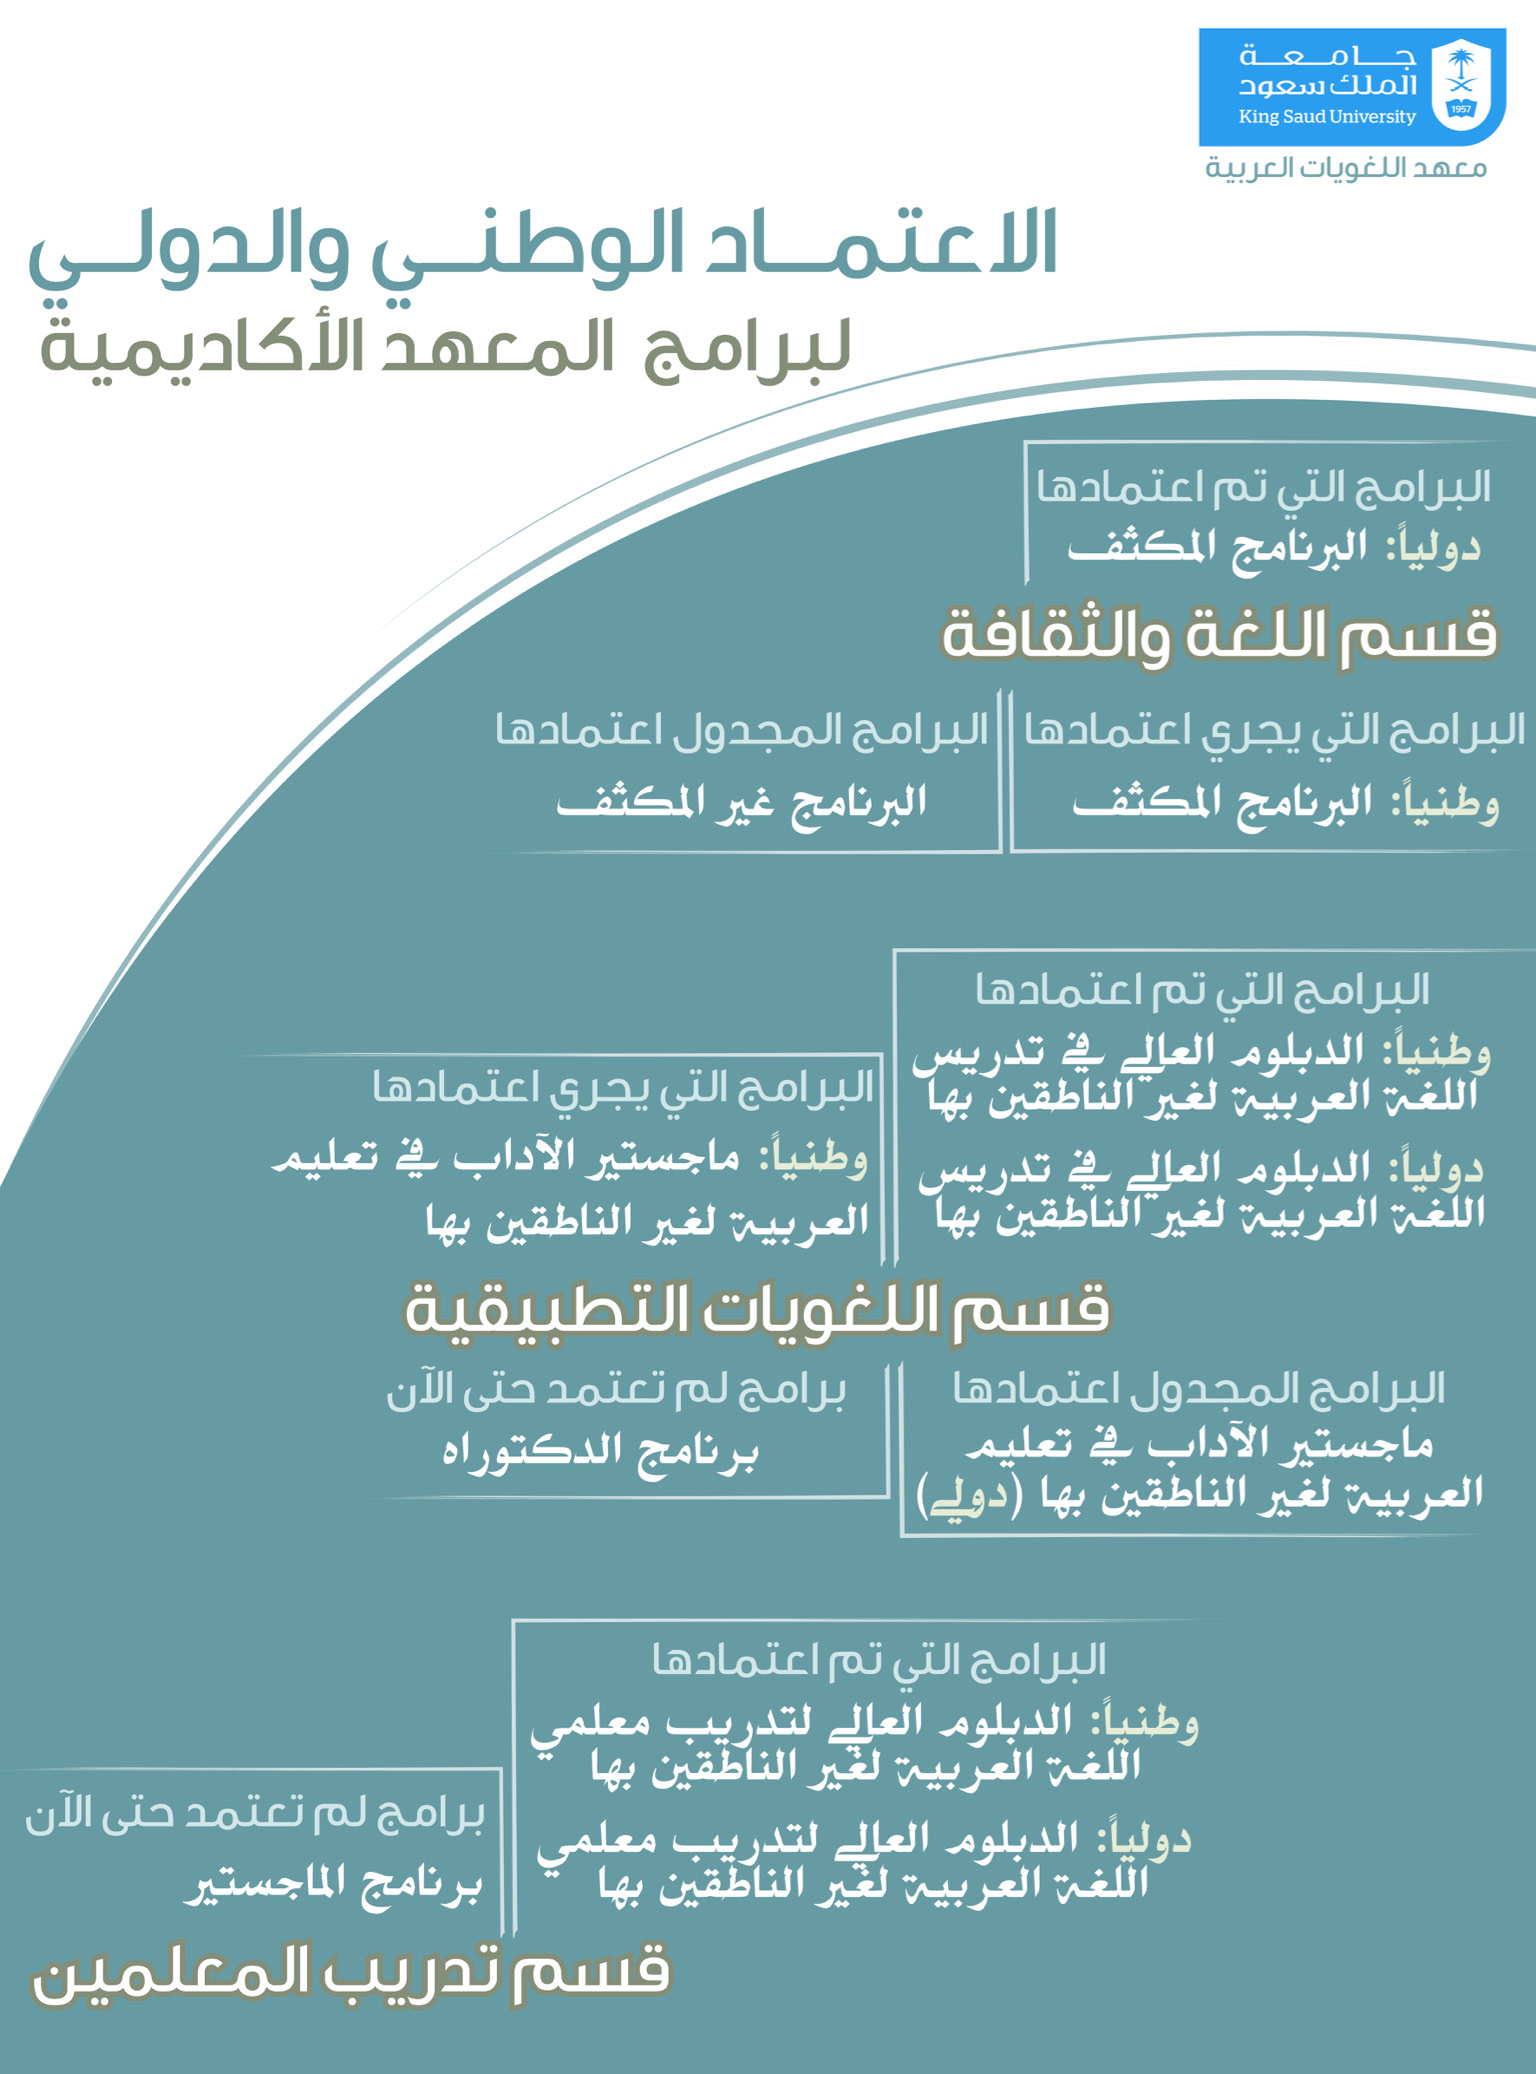 جامعة
الملك سعود
King Saud University
1957
معهد اللغويات العربية
الاعتماد الوطني والدولي
لبرامج المعهد الأكاديمية
البرامج التي تم اعتمادها
دولياً: البرنامج المكثف
قسم اللغة والثقافة
البرامج التي يجري اعتمادها
وطنياً: البرنامج المكثف
البرامج المجدول اعتمادها
البرنامج غير المكثف
البرامج التي تم اعتمادها
وطنياً: الدبلوم العالي في تدريس
اللغة العربية لغير الناطقين بها
دولياً: الدبلوم العالي في تدريس
اللغة العربية لغير الناطقين بها
البرامج التي يجري اعتمادها
وطنياً: ماجستير الآداب في تعليم
العربية لغير الناطقين بها
قسم اللغويات التطبيقية
البرامج المجدول اعتمادها
ماجستير الآداب في تعليم
العربية لغير الناطقين بها (دولي)
برامج لم تعتمد حتى الآن
برنامج الدكتوراه
البرامج التي تم اعتمادها
وطنياً: الدبلوم العالي لتدريب معلمي
اللغة العربية لغير الناطقين بها
دولياً: الدبلوم العالي لتدريب معلمي
اللغة العربية لغير الناطقين بها
برامج لم تعتمد حتى الآن
برنامج الماجستير
قسم تدريب المعلمين